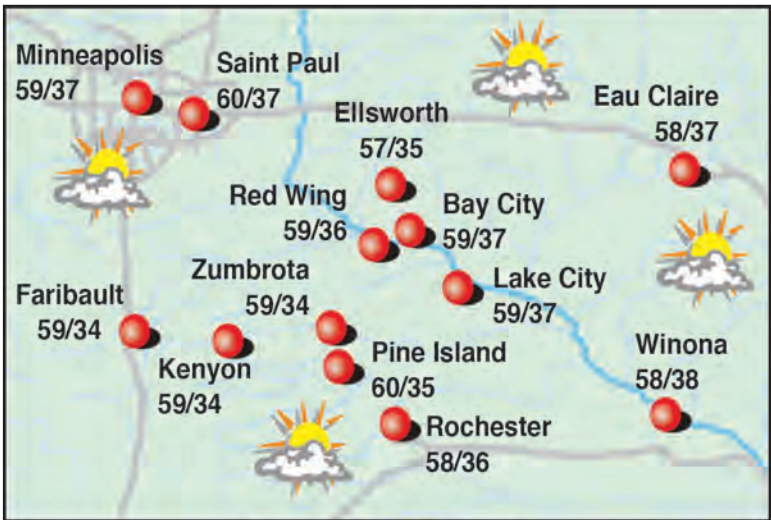 Minneapolis
59/37
Saint Paul
60/37
Ellsworth
57/35
Eau Claire
58/37
Red Wing
59/36
Bay City
59/37
Zumbrota
59/34
Lake City
59/37
Faribault
59/34
Kenyon
59/34
Pine Island
60/35
Winona
58/38
Rochester
58/36